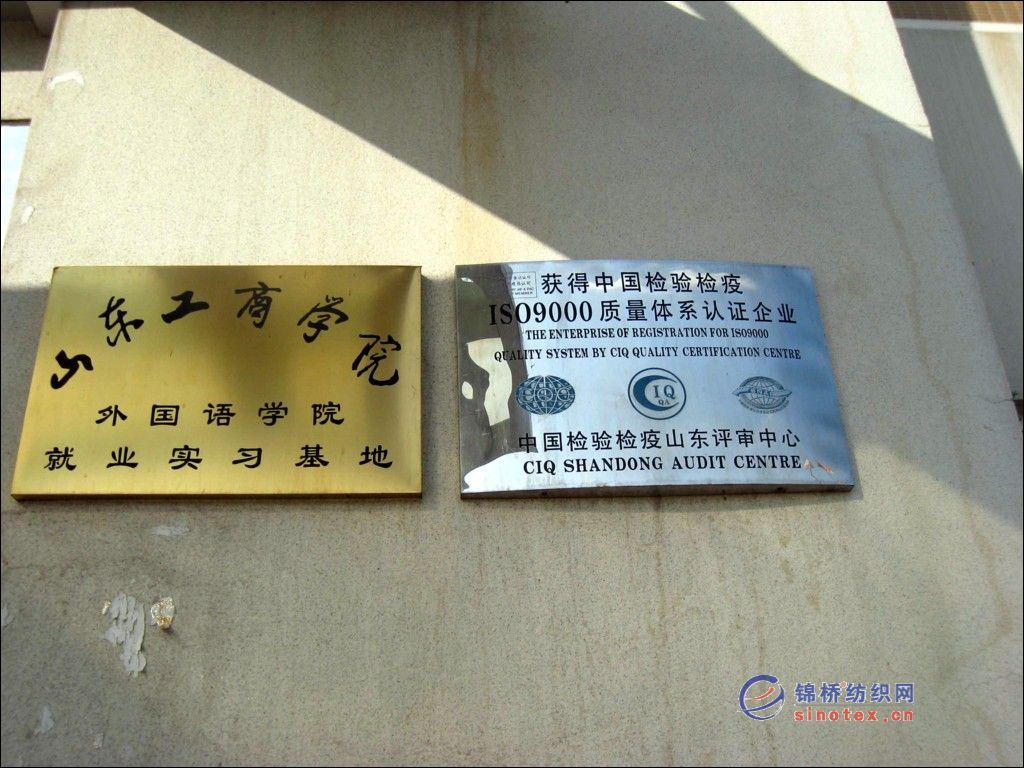 山东工商学院
外国语学院
就业实习基地
获得中国检验检疫
ISO9000质量体系认证企业
THE ENTERPRISE OF REGISTRATION FOR ISO9000
QUALITY SYSTEM BY CIQ QUALITY CERTIFICATION CENTRE
CIQ
QA
中国检验检疫山东评审中心
CIQ SHANDONG AUDIT CENTRE
锦桥纺织网
sinotex.cn